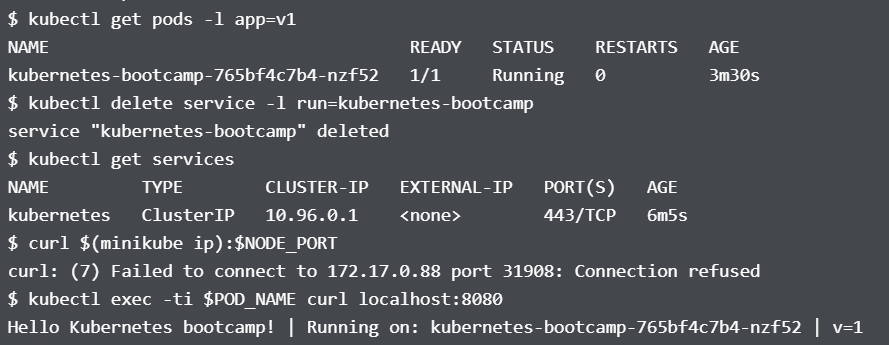 $ kubectl get pods -l app=v1
NAME READY STATUS RESTARTS AGE
kubernetes-bootcamp-765bf4c7b4-nzf52 1/1 Running 0 3m30s
$ kubectl delete service -l run=kubernetes-bootcamp
service "kubernetes-bootcamp" deleted
$ kubectl get services
NAME TYPE CLUSTER-IP EXTERNAL-IP PORT(S) AGE
kubernetes ClusterIP 10.96.0.1 <none> 443/TCP 6m5s
$ curl $(minikube ip):$NODE_PORT
curl: (7) Failed to connect to 172.17.0.88 port 31908: Connection refused
$ kubectl exec -ti $POD_NAME curl localhost:8080
Hello Kubernetes bootcamp! | Running on: kubernetes-bootcamp-765bf4c7b4-nzf52 | v=1